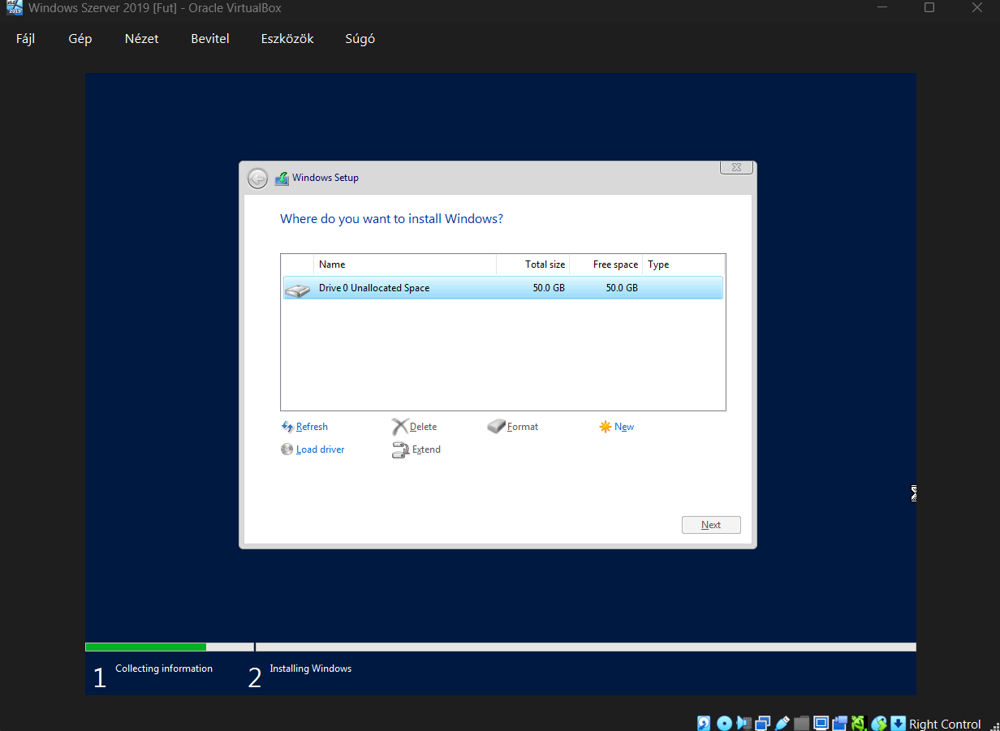 Windows Szerver 2019 [Fut] - Oracle VirtualBox
Fájl Gép Nézet Bevitel Eszközök Súgó
Windows Setup
Where do you want to install Windows?
Name Total size Free space Type
Drive 0 Unallocated Space 50.0 GB 50.0 GB
Refresh Delete Format New
Load driver Extend
Next
1 Collecting information 2 Installing Windows
Right Control